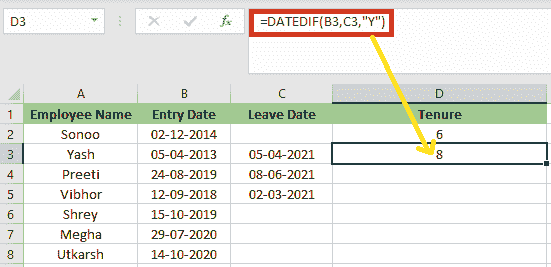 D3 =DATEDIF(B3,C3,"Y")
A B C D
1 Employee Name Entry Date Leave Date Tenure
2 Sonoo 02-12-2014 6
3 Yash 05-04-2013 05-04-2021 8
4 Preeti 24-08-2019 08-06-2021
5 Vibhor 12-09-2018 02-03-2021
6 Shrey 15-10-2019
7 Megha 29-07-2020
8 Utkarsh 14-10-2020